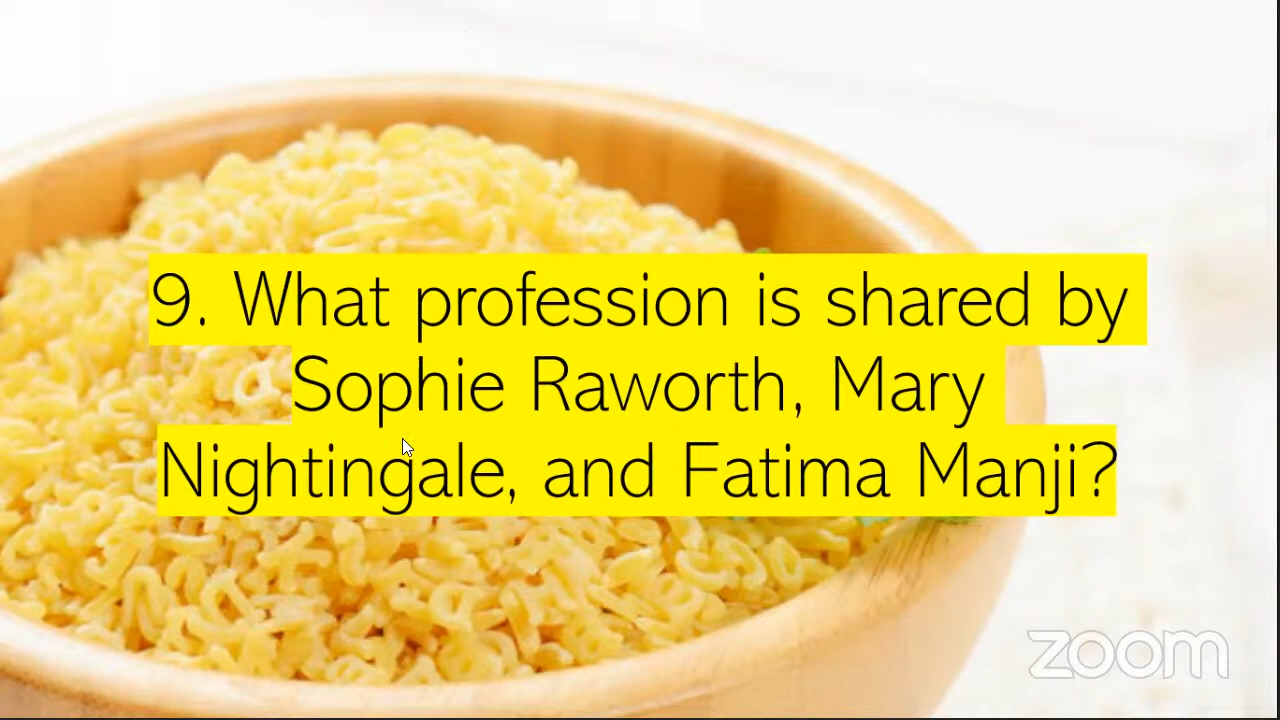 9. What profession is shared by
Sophie Raworth, Mary
Nightingale, and Fatima Manji?
zoom